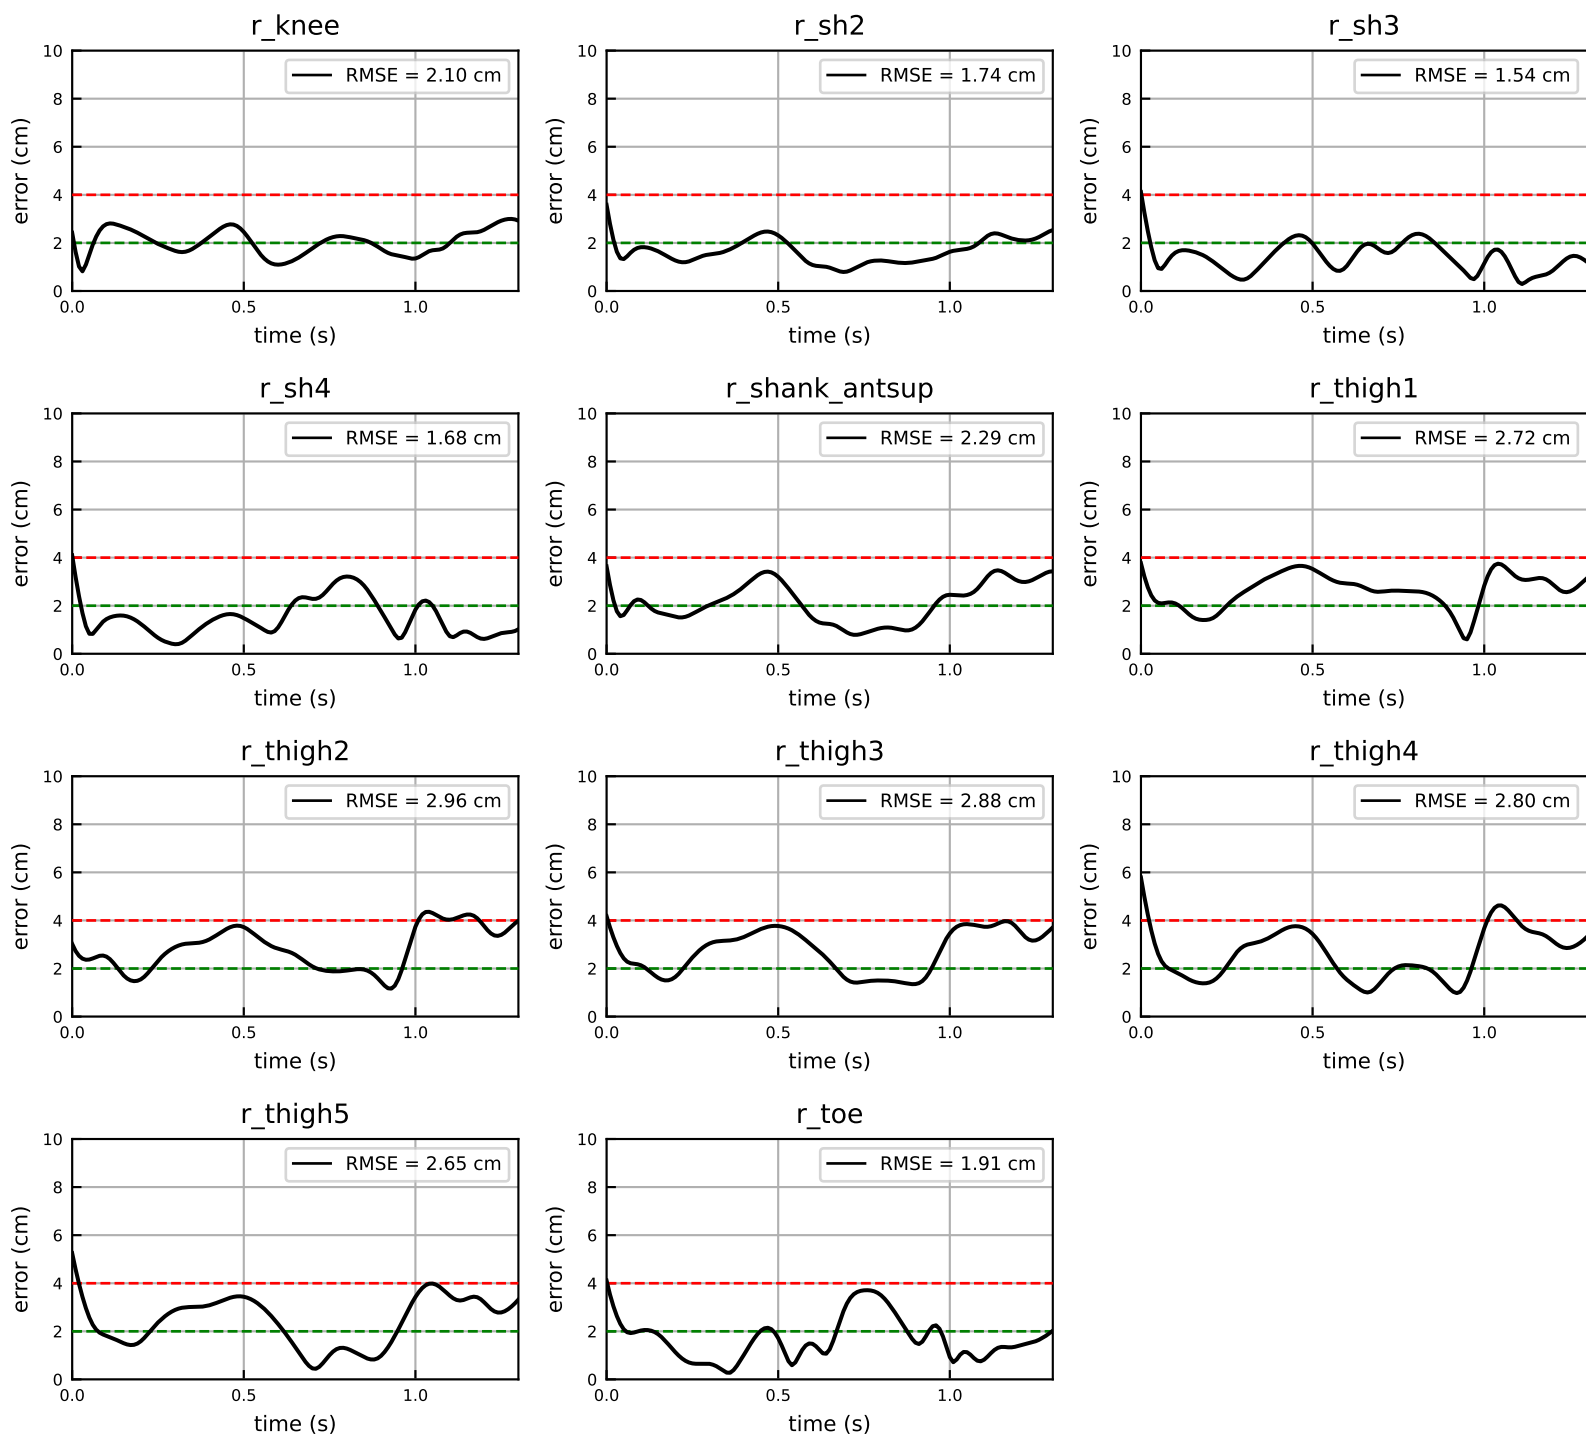 r_knee
r_sh2
r_sh3
10
8
6
4
2
0
error (cm)
RMSE = 2.10 cm
0.0
0.5
1.0
time (s)
10
8
6
4
2
0
error (cm)
RMSE = 1.74 cm
0.0
0.5
1.0
time (s)
10
8
6
4
2
0
error (cm)
RMSE = 1.54 cm
0.0
0.5
1.0
time (s)
r_sh4
r_shank_antsup
r_thigh1
10
8
6
4
2
0
error (cm)
RMSE = 1.68 cm
0.0
0.5
1.0
time (s)
10
8
6
4
2
0
error (cm)
RMSE = 2.29 cm
0.0
0.5
1.0
time (s)
10
8
6
4
2
0
error (cm)
RMSE = 2.72 cm
0.0
0.5
1.0
time (s)
r_thigh2
r_thigh3
r_thigh4
10
8
6
4
2
0
error (cm)
RMSE = 2.96 cm
0.0
0.5
1.0
time (s)
10
8
6
4
2
0
error (cm)
RMSE = 2.88 cm
0.0
0.5
1.0
time (s)
10
8
6
4
2
0
error (cm)
RMSE = 2.80 cm
0.0
0.5
1.0
time (s)
r_thigh5
r_toe
10
8
6
4
2
0
error (cm)
RMSE = 2.65 cm
0.0
0.5
1.0
time (s)
10
8
6
4
2
0
error (cm)
RMSE = 1.91 cm
0.0
0.5
1.0
time (s)